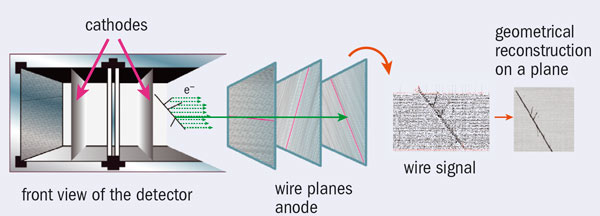 cathodes
e−
front view of the detector
wire planes
anode
wire signal
geometrical
reconstruction
on a plane